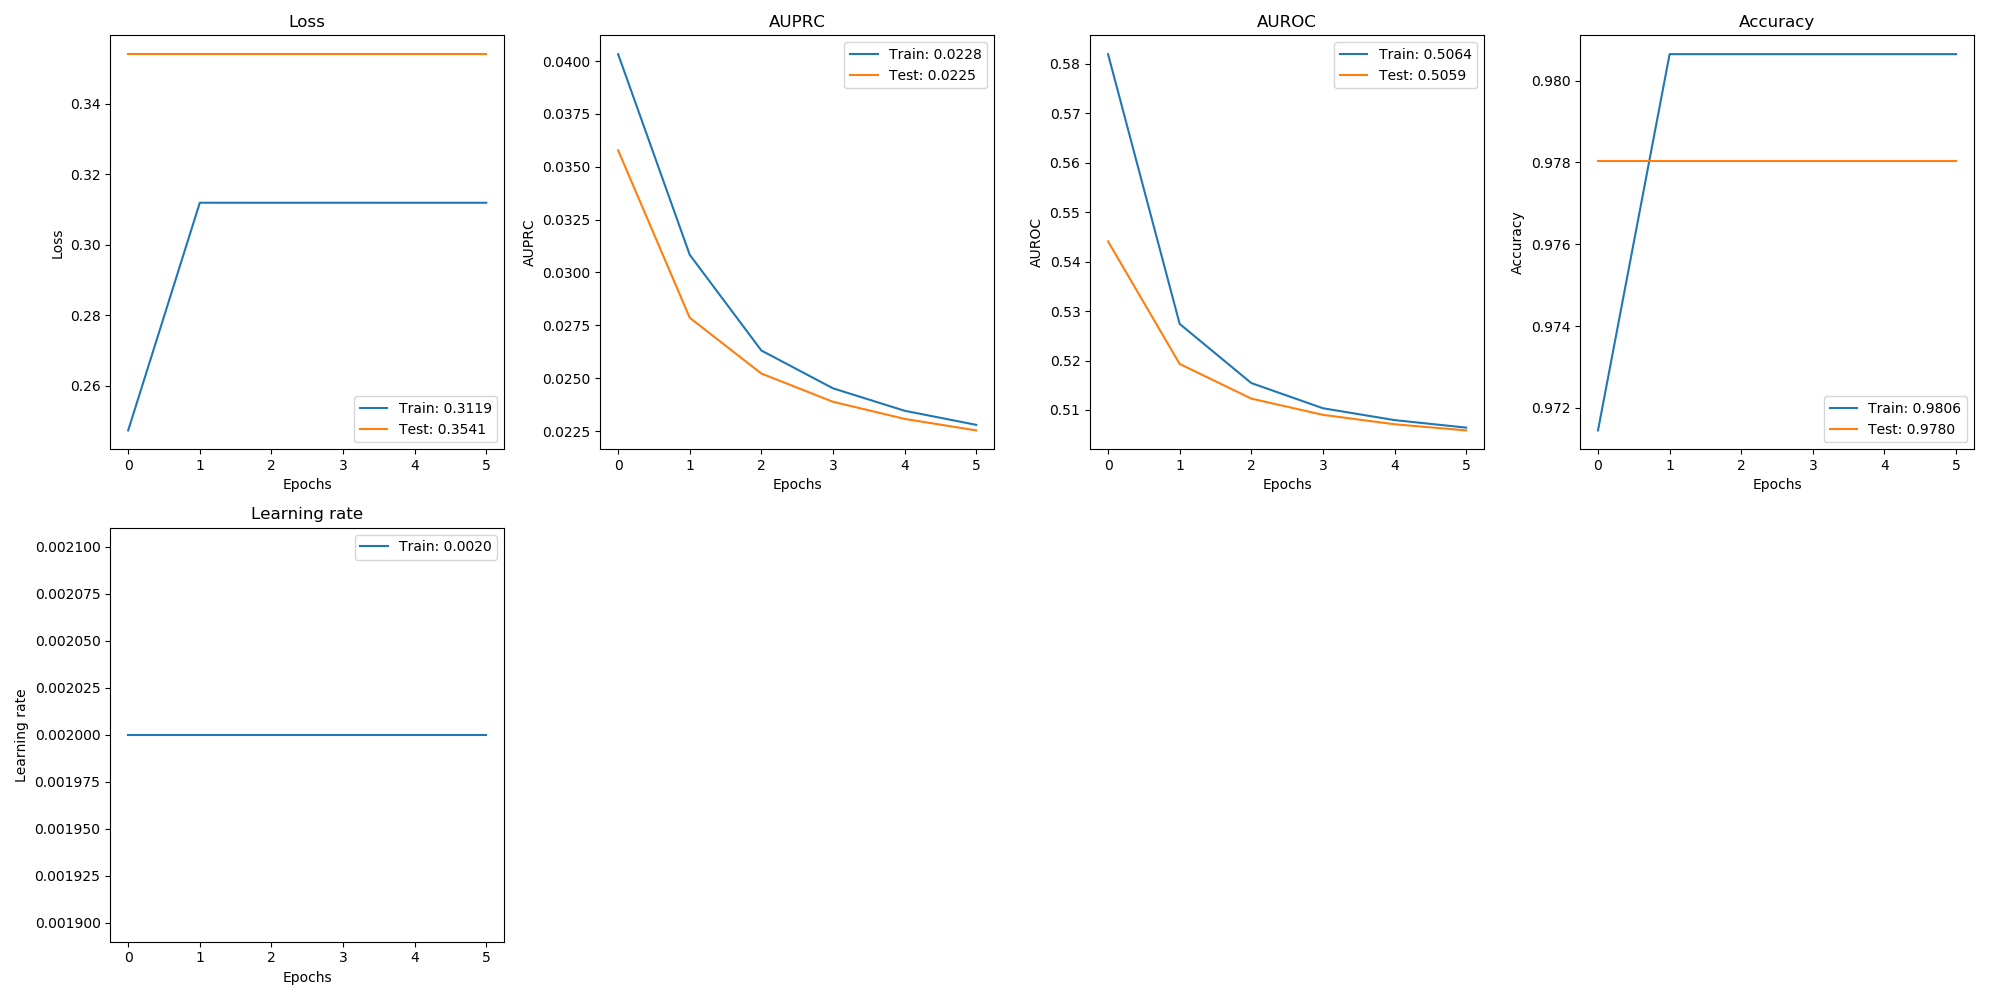 Loss
Loss
0.34
0.32
0.30
0.28
0.26
Train: 0.3119
Test: 0.3541
0 1 2 3 4 5
Epochs
AUPRC
AUPRC
0.0400
0.0375
0.0350
0.0325
0.0300
0.0275
0.0250
0.0225
Train: 0.0228
Test: 0.0225
0 1 2 3 4 5
Epochs
AUROC
AUROC
0.58
0.57
0.56
0.55
0.54
0.53
0.52
0.51
Train: 0.5064
Test: 0.5059
0 1 2 3 4 5
Epochs
Accuracy
Accuracy
0.980
0.978
0.976
0.974
0.972
Train: 0.9806
Test: 0.9780
0 1 2 3 4 5
Epochs
Learning rate
Learning rate
0.002100
0.002075
0.002050
0.002025
0.002000
0.001975
0.001950
0.001925
0.001900
Train: 0.0020
0 1 2 3 4 5
Epochs